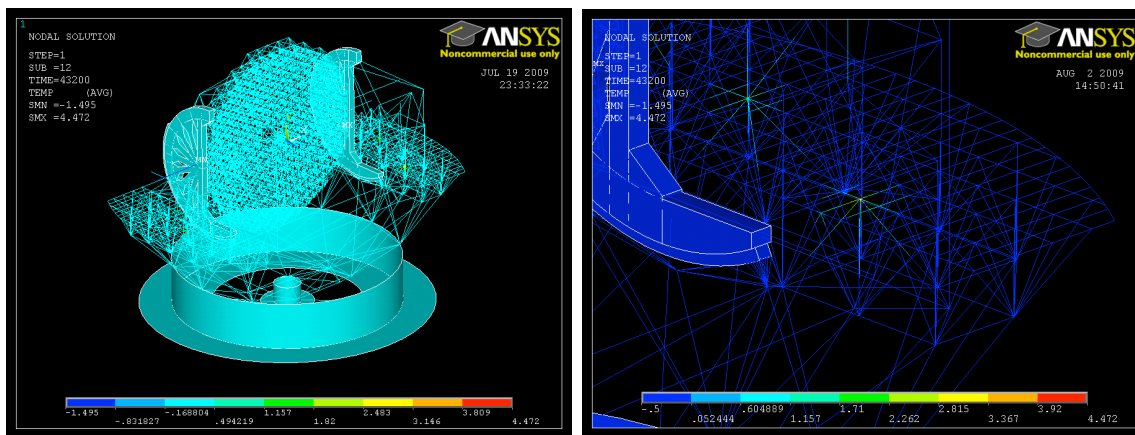 1
NODAL SOLUTION
STEP=1
SUB =12
TIME=43200
TEMP (AVG)
SMN =-1.495
SMX =4.472
ANSYS
Noncommercial use only
JUL 19 2009
23:33:22
MN
MX
-1.495 -.168804 1.157 2.483 3.809
-.831827 .494219 1.82 3.146 4.472
NODAL SOLUTION
STEP=1
SUB =12
TIME=43200
TEMP (AVG)
SMN =-1.495
SMX =4.472
ANSYS
Noncommercial use only
AUG 2 2009
14:50:41
MX
-.5 .604889 1.71 2.815 3.92
.052444 1.157 2.262 3.367 4.472